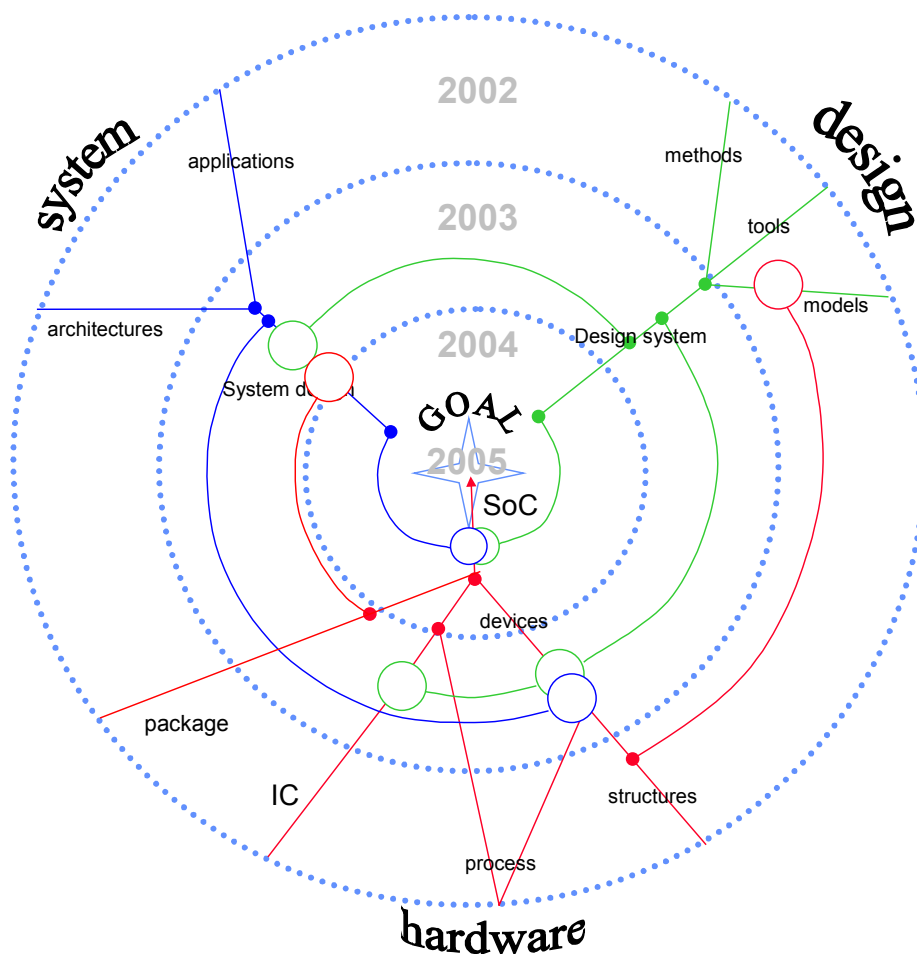 2002
system
design
applications
methods
2003
tools
architectures
models
2004
Design system
System
GOAL
2005
SoC
devices
package
IC
structures
process
hardware